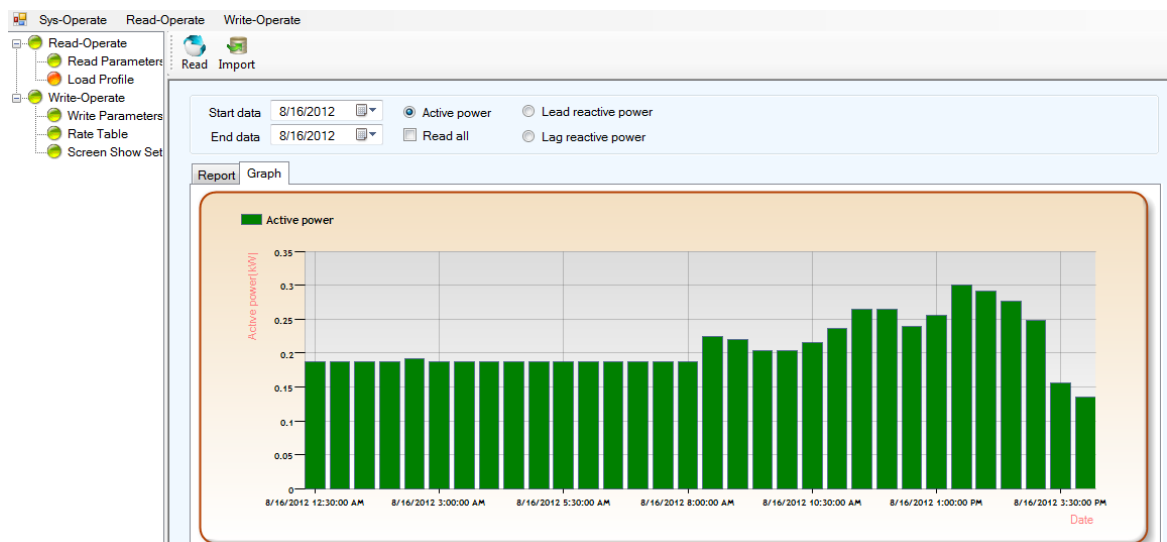 Sys-Operate Read-Operate Write-Operate
Read-Operate
Read Parameters
Load Profile
Write-Operate
Write Parameters
Rate Table
Screen Show Set
Read Import
Start data 8/16/2012 Active power Lead reactive power
End data 8/16/2012 Read all Lag reactive power
Report Graph
Active power
Active power[kW]
0.35
0.3
0.25
0.2
0.15
0.1
0.05
0
8/16/2012 12:30:00 AM 8/16/2012 3:00:00 AM 8/16/2012 5:30:00 AM 8/16/2012 8:00:00 AM 8/16/2012 10:30:00 AM 8/16/2012 1:00:00 PM 8/16/2012 3:30:00 PM
Date